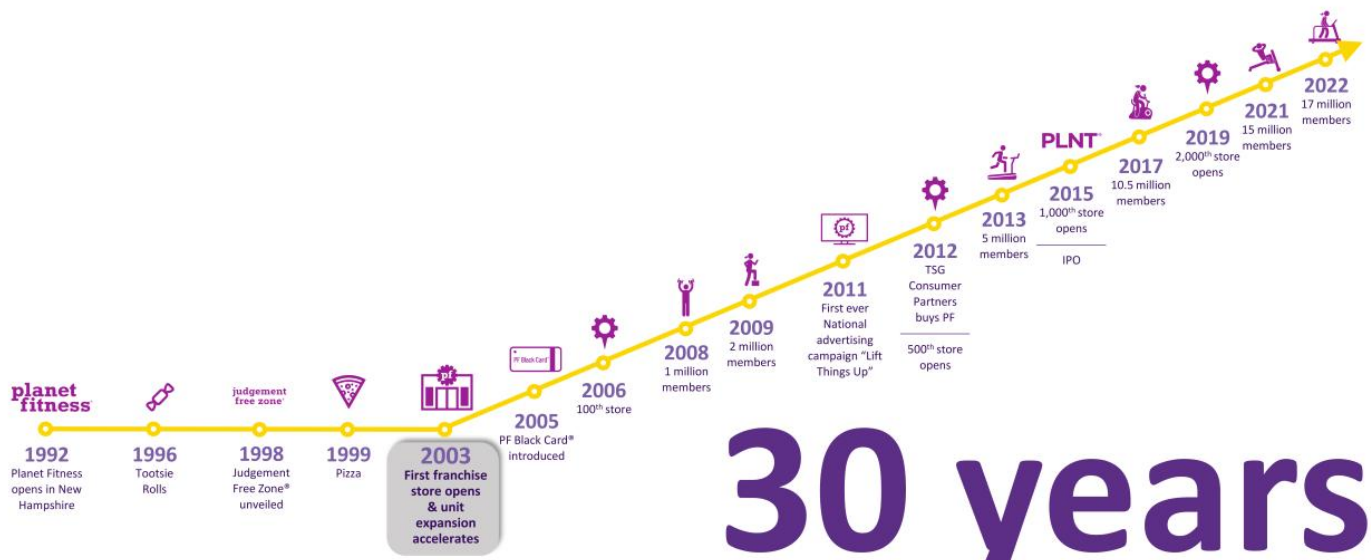 planet
fitness
1992
Planet Fitness
opens in New
Hampshire
1996
Tootsie
Rolls
judgement
free zone®
1998
Judgement
Free Zone®
unveiled
1999
Pizza
pf
2003
First franchise
store opens
& unit
expansion
accelerates
PF Black Card
2005
PF Black Card®
introduced
2006
100th store
2008
1 million
members
2009
2 million
members
pf
2011
First ever
National
advertising
campaign "Lift
Things Up"
2012
TSG
Consumer
Partners
buys PF
500th store
opens
2013
5 million
members
PLNT
2015
1,000th store
opens
IPO
2017
10.5 million
members
2019
2,000th store
opens
2021
15 million
members
2022
17 million
members
30 years